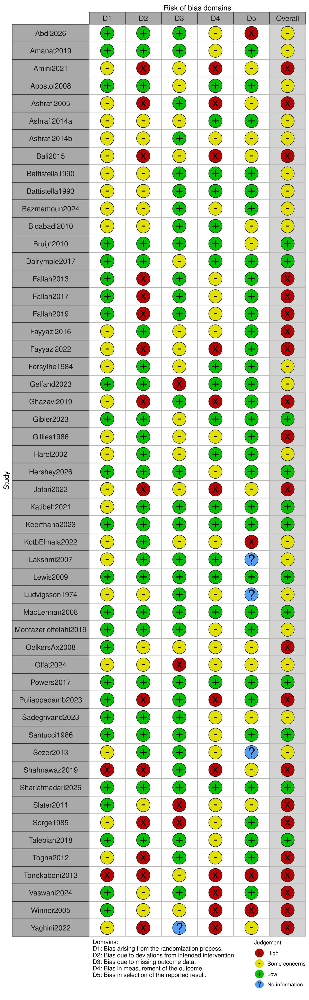 Risk of bias domains
D1 D2 D3 D4 D5 Overall
Abdi2026 + + + - X -
Amanat2019 + + + - + -
Amini2021 - X - X - X
Apostol2008 + + - + + -
Ashrafi2005 - X + X - X
Ashrafi2014a - - - + + -
Ashrafi2014b - - + - - -
Bali2015 - X - X - X
Battistella1990 - - + + + -
Battistella1993 - - + + + -
Bazmamoun2024 - - + - + -
Bidabadi2010 - - + + - -
Bruijn2010 + + + + - +
Dalrymple2017 + + - + + +
Fallah2013 + X + - + X
Fallah2017 + X + - + X
Fallah2019 + X + - + X
Fayyazi2016 - + - - + X
Fayyazi2022 - X - X + X
Forsythe1984 - + - + + -
Gelfand2023 + + X + + -
Ghazavi2019 - X + X + X
Gibler2023 + + - + + +
Gillies1986 - + - - + X
Harel2002 - + - + + -
Hershey2026 + + + - + +
Jafari2023 - X - X - X
Katibeh2021 - + + + + +
Keerthana2023 + + + + + +
KotbElmala2022 - + - - X -
Lakshmi2007 - + + + ? -
Lewis2009 + + + + + +
Ludvigsson1974 - - + - ? -
MacLennan2008 + + + + + +
Montazerlotfelahi2019 + + + - + -
OelkersAx2008 + - - - - X
Olfat2024 - - X - - -
Powers2017 + + + + + +
Puliappadamb2023 + X + X + X
Sadeghvand2023 + + + - - -
Santucci1986 + + + - + +
Sezer2013 - + + - ? -
Shahnawaz2019 X X + X - X
Shariatmadari2026 + + + + + +
Slater2011 + - X - - X
Sorge1985 - X X - + X
Talebian2018 + + + - + +
Togha2012 - X + - + X
Tonekaboni2013 X X - X X X
Vaswani2024 + - + X + X
Winner2005 + - - X X X
Yaghini2022 - X ? X - X
Study
Domains:
D1: Bias arising from the randomization process.
D2: Bias due to deviations from intended intervention.
D3: Bias due to missing outcome data.
D4: Bias in measurement of the outcome.
D5: Bias in selection of the reported result.
Judgement
X High
- Some concerns
+ Low
? No information